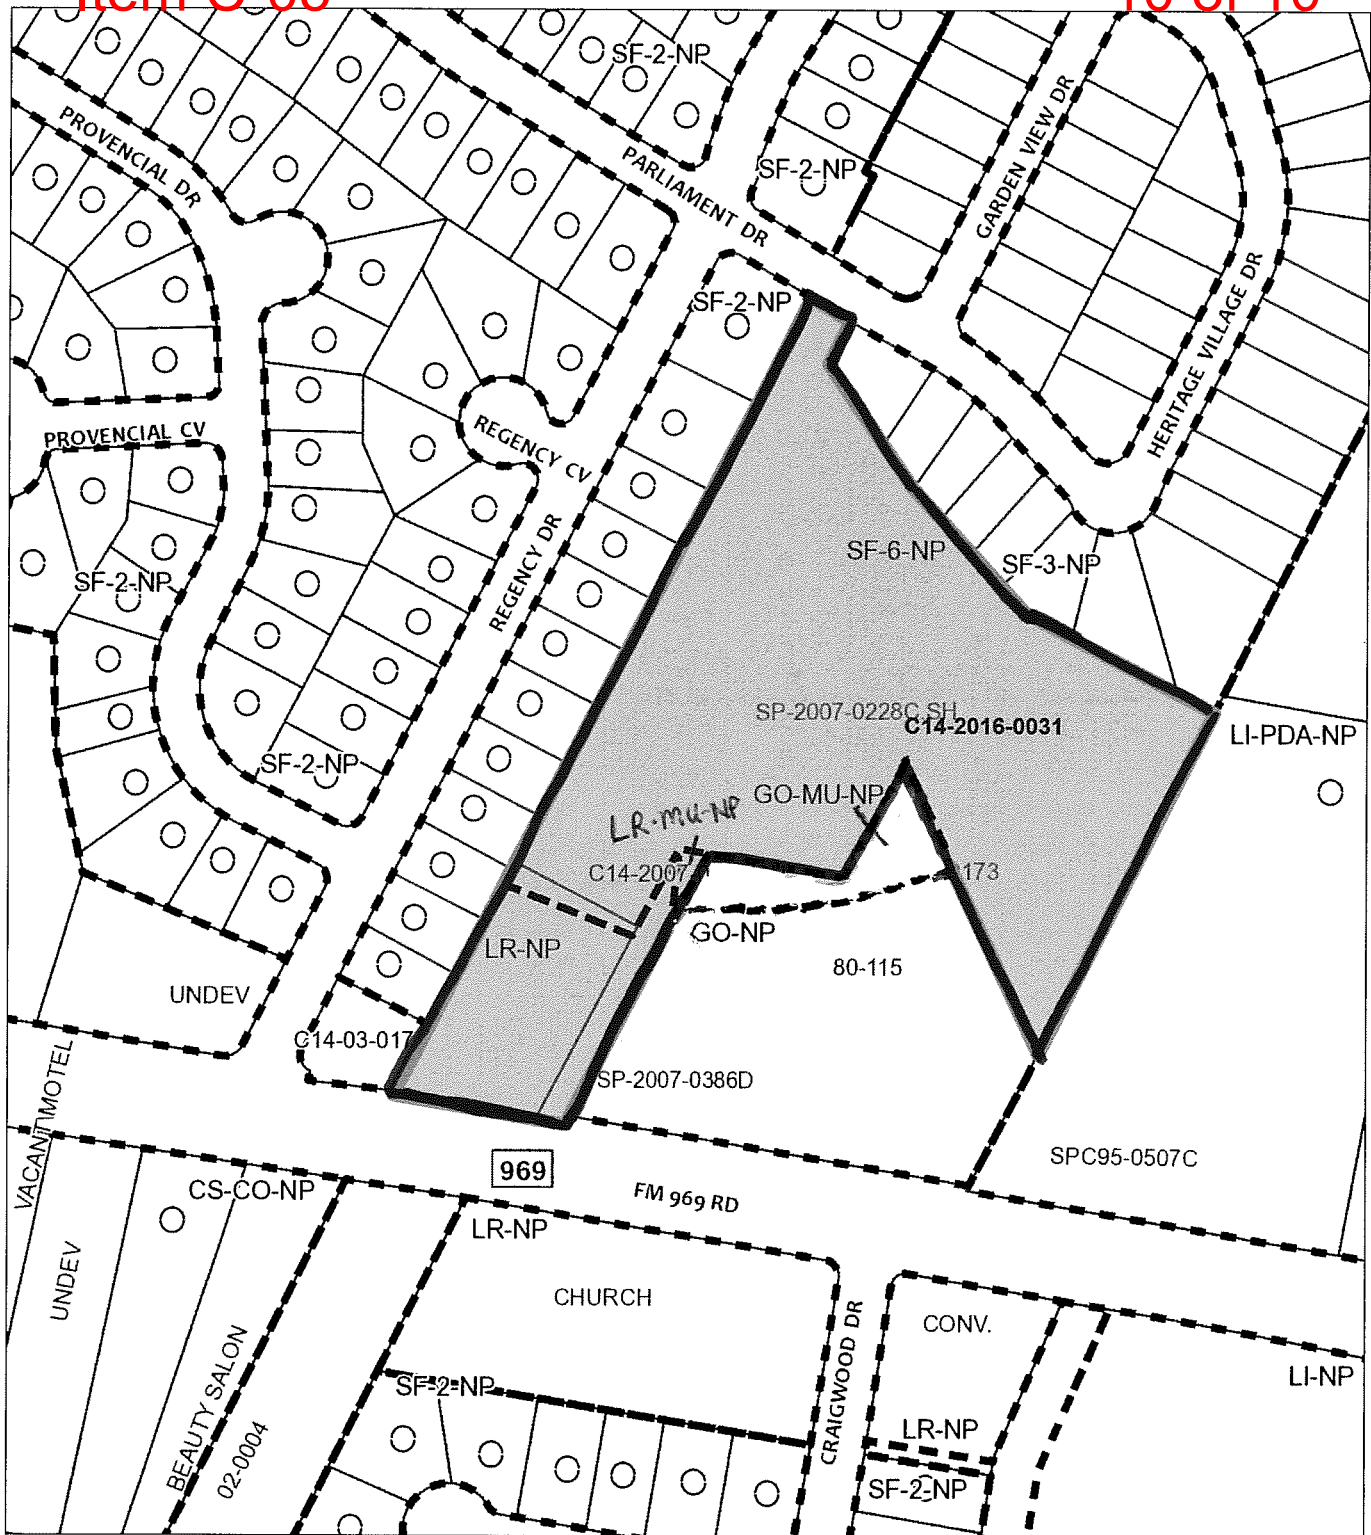 SF-2-NP
PROVENCIAL DR
PARLIAMENT DR
SF-2-NP
GARDEN VIEW DR
HERITAGE VILLAGE DR
SF-2-NP
PROVENCIAL CV
REGENCY CV
REGENCY DR
SF-6-NP
SF-3-NP
SF-2-NP
SP-2007-0228C.SH
C14-2016-0031
LI-PDA-NP
SF-2-NP
GO-MU-NP
LR-MU-NP
C14-2007
173
GO-NP
LR-NP
80-115
UNDEV
C14-03-017
SP-2007-0386D
VACANT MOTEL
SPC95-0507C
969
FM 969 RD
CS-CO-NP
LR-NP
UNDEV
CHURCH
CONV.
CRAIGWOOD DR
BEAUTY SALON
02-0004
SF-2-NP
LI-NP
LR-NP
SF-2-NP